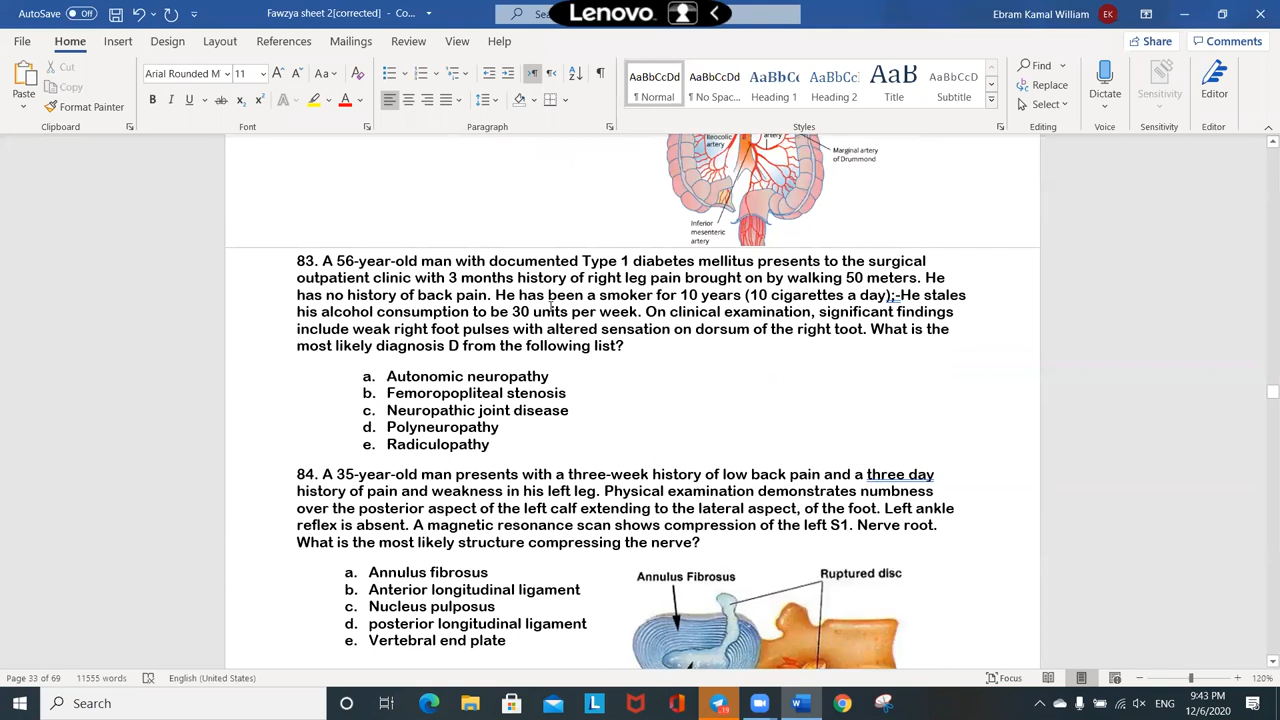 AutoSave Off Fawzya sheet 2[corrected] Lenovo Ebram Kamal William EK
File Home Insert Design Layout References Mailings Review View Help Share Comments
Paste Cut Copy Format Painter Clipboard
Arial Rounded M 11 Font
Paragraph
AaBbCcDd ¶ Normal AaBbCcDd ¶ No Spac... AaBbCc Heading 1 AaBbCc Heading 2 AaB Title AaBbCcD Subtitle Styles
Find Replace Select Editing
Dictate Voice
Sensitivity Sensitivity
Editor Editor
Ileocolic artery
artery
Marginal artery of Drummond
Inferior mesenteric artery
83. A 56-year-old man with documented Type 1 diabetes mellitus presents to the surgical
outpatient clinic with 3 months history of right leg pain brought on by walking 50 meters. He
has no history of back pain. He has been a smoker for 10 years (10 cigarettes a day);-He stales
his alcohol consumption to be 30 units per week. On clinical examination, significant findings
include weak right foot pulses with altered sensation on dorsum of the right toot. What is the
most likely diagnosis D from the following list?
a. Autonomic neuropathy
b. Femoropopliteal stenosis
c. Neuropathic joint disease
d. Polyneuropathy
e. Radiculopathy
84. A 35-year-old man presents with a three-week history of low back pain and a three day
history of pain and weakness in his left leg. Physical examination demonstrates numbness
over the posterior aspect of the left calf extending to the lateral aspect, of the foot. Left ankle
reflex is absent. A magnetic resonance scan shows compression of the left S1. Nerve root.
What is the most likely structure compressing the nerve?
a. Annulus fibrosus
b. Anterior longitudinal ligament
c. Nucleus pulposus
d. posterior longitudinal ligament
e. Vertebral end plate
Annulus Fibrosus
Ruptured disc
Page 33 of 69 11555 words English (United States) Focus 120%
Search 19 ENG 9:43 PM
12/6/2020